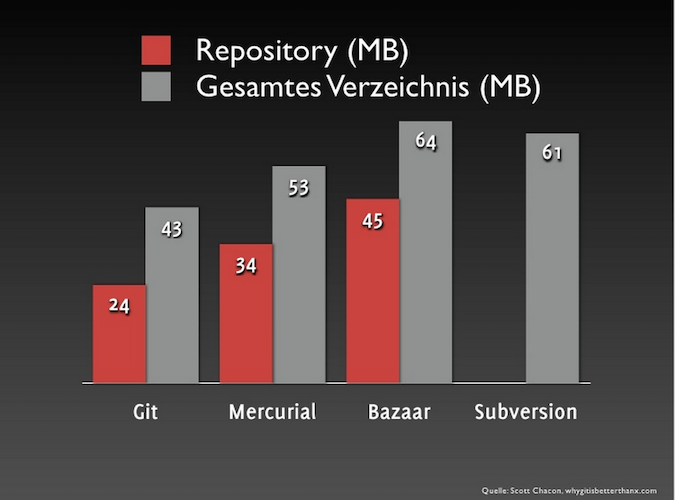 Repository (MB)
Gesamtes Verzeichnis (MB)
24
43
34
53
45
64
61
Git
Mercurial
Bazaar
Subversion
Quelle: Scott Chacon, whygitisbetterthanx.com